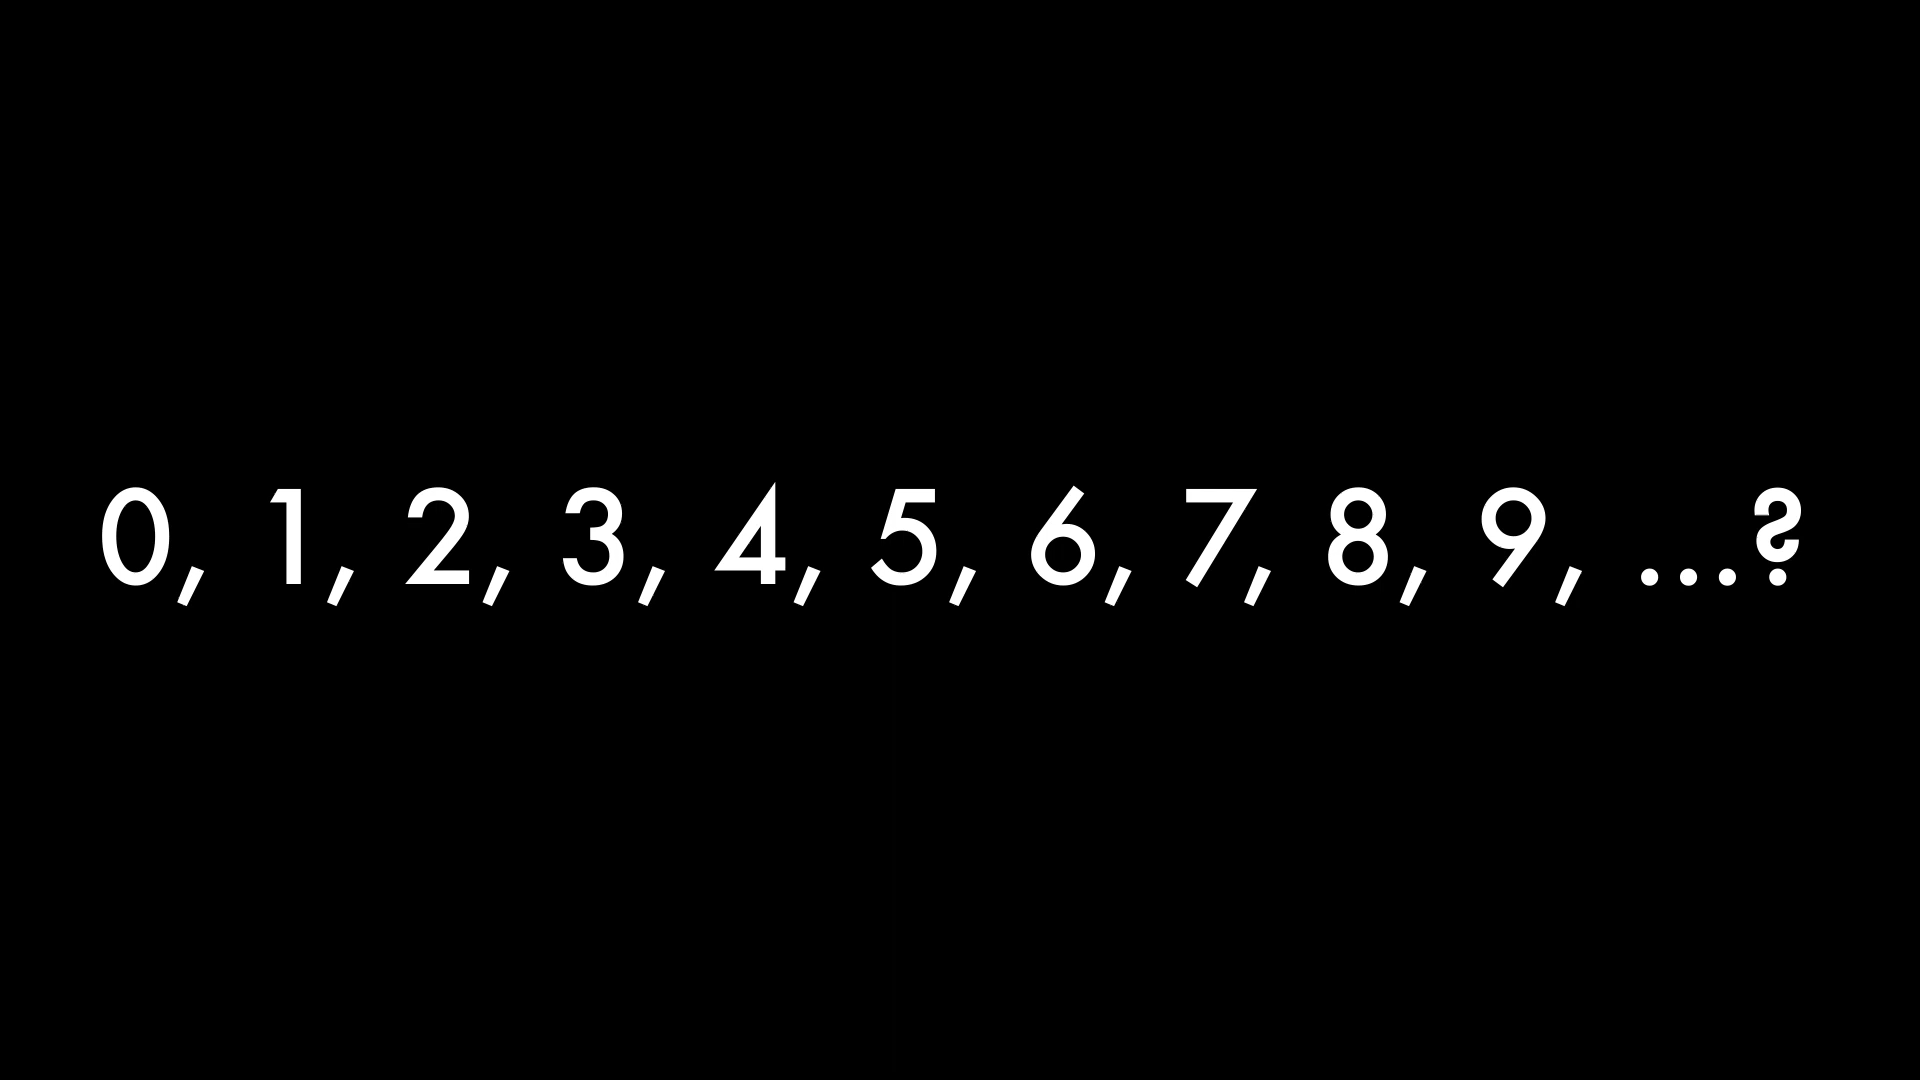 0, 1, 2, 3, 4, 5, 6, 7, 8, 9, ...?